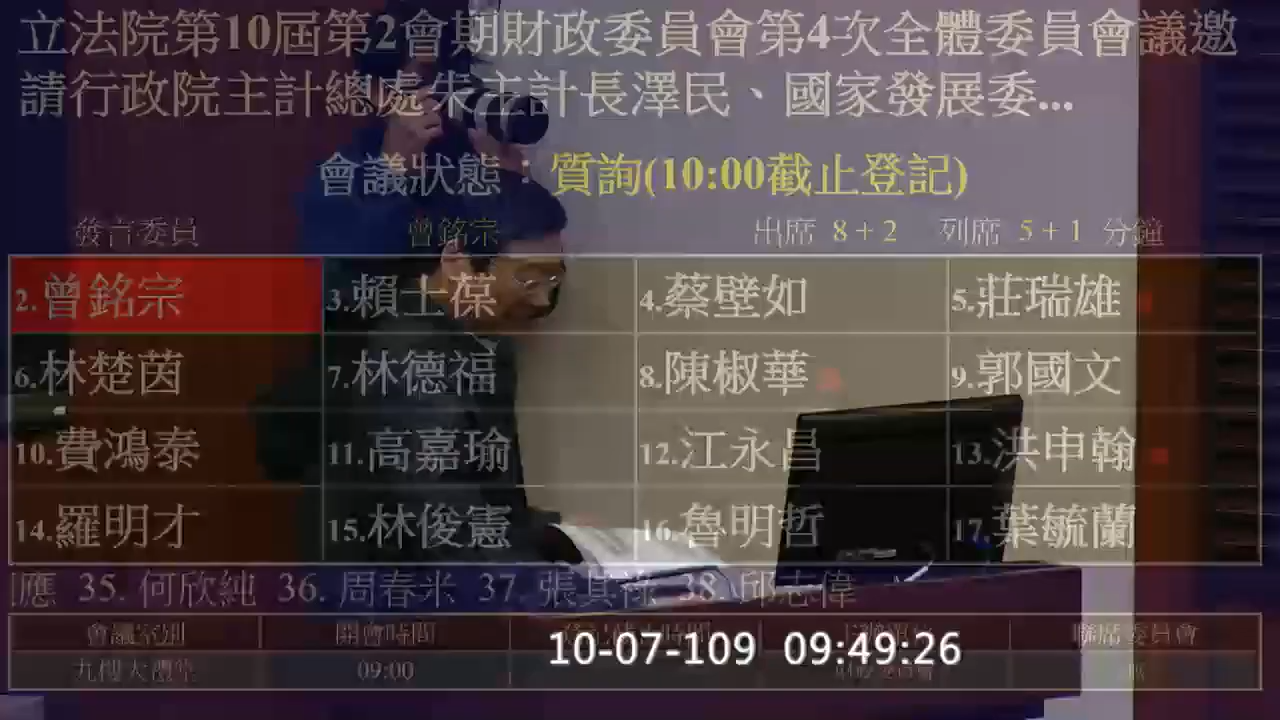 立法院第10屆第2會期財政委員會第4次全體委員會議邀
請行政院主計總處朱主計長澤民、國家發展委...
會議狀態：質詢(10:00截止登記)
發言委員 曾銘宗 出席 8+2 列席 5+1 分鐘
2.曾銘宗 3.賴士葆 4.蔡壁如 5.莊瑞雄
6.林楚茵 7.林德福 8.陳椒華 9.郭國文
10.費鴻泰 11.高嘉瑜 12.江永昌 13.洪申翰
14.羅明才 15.林俊憲 16.魯明哲 17.葉毓蘭
應 35. 何欣純 36. 周春米 37. 張其祿 38. 邱志偉
會議室別 開會時間 聯席委員會
九樓大禮堂 09:00
10-07-109 09:49:26